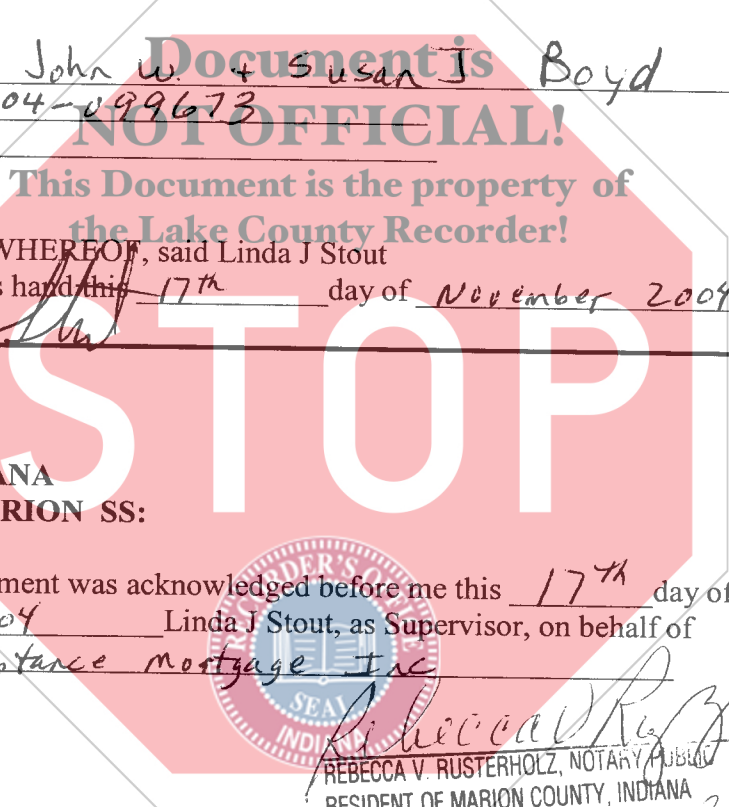 Document is
John W. + Susan J Boyd
04-099673
NOT OFFICIAL!
This Document is the property of
the Lake County Recorder!
WHEREOF, said Linda J Stout
s hand this 17th day of November 2004
STOP
ANA
RION SS:
ment was acknowledged before me this 17th day of
04 Linda J Stout, as Supervisor, on behalf of
tance Mortgage Inc
RECORDER'S OFFICE
SEAL
INDIANA
REBECCA V. RUSTERHOLZ, NOTARY PUBLIC
RESIDENT OF MARION COUNTY, INDIANA